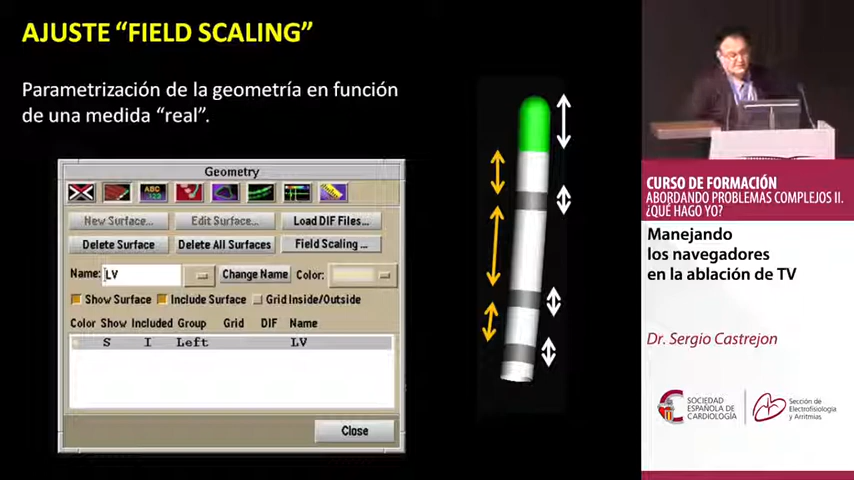 AJUSTE “FIELD SCALING”
Parametrización de la geometría en función
de una medida “real”.
Geometry
ABC
123
New Surface...
Edit Surface...
Load DIF Files...
Delete Surface
Delete All Surfaces
Field Scaling ...
Name: LV
Change Name
Color:
Show Surface
Include Surface
Grid Inside/Outside
Color Show Included Group Grid DIF Name
S I Left LV
Close
CURSO DE FORMACIÓN
ABORDANDO PROBLEMAS COMPLEJOS II.
¿QUÉ HAGO YO?
Manejando
los navegadores
en la ablación de TV
Dr. Sergio Castrejon
SOCIEDAD
ESPAÑOLA DE
CARDIOLOGÍA
Sección de
Electrofisiología
y Arritmias